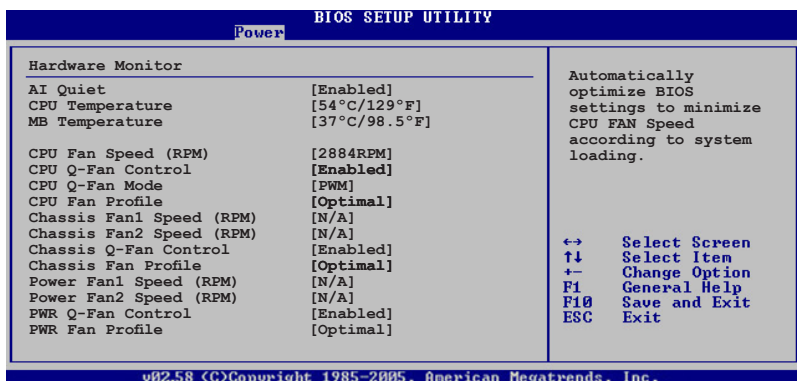 BIOS SETUP UTILITY
Power
Hardware Monitor
AI Quiet [Enabled]
CPU Temperature [54°C/129°F]
MB Temperature [37°C/98.5°F]
CPU Fan Speed (RPM) [2884RPM]
CPU Q-Fan Control [Enabled]
CPU Q-Fan Mode [PWM]
CPU Fan Profile [Optimal]
Chassis Fan1 Speed (RPM) [N/A]
Chassis Fan2 Speed (RPM) [N/A]
Chassis Q-Fan Control [Enabled]
Chassis Fan Profile [Optimal]
Power Fan1 Speed (RPM) [N/A]
Power Fan2 Speed (RPM) [N/A]
PWR Q-Fan Control [Enabled]
PWR Fan Profile [Optimal]
Automatically
optimize BIOS
settings to minimize
CPU FAN Speed
according to system
loading.
←→ Select Screen
↑↓ Select Item
+- Change Option
F1 General Help
F10 Save and Exit
ESC Exit
v02.58 (C)Copyright 1985-2005, American Megatrends, Inc.